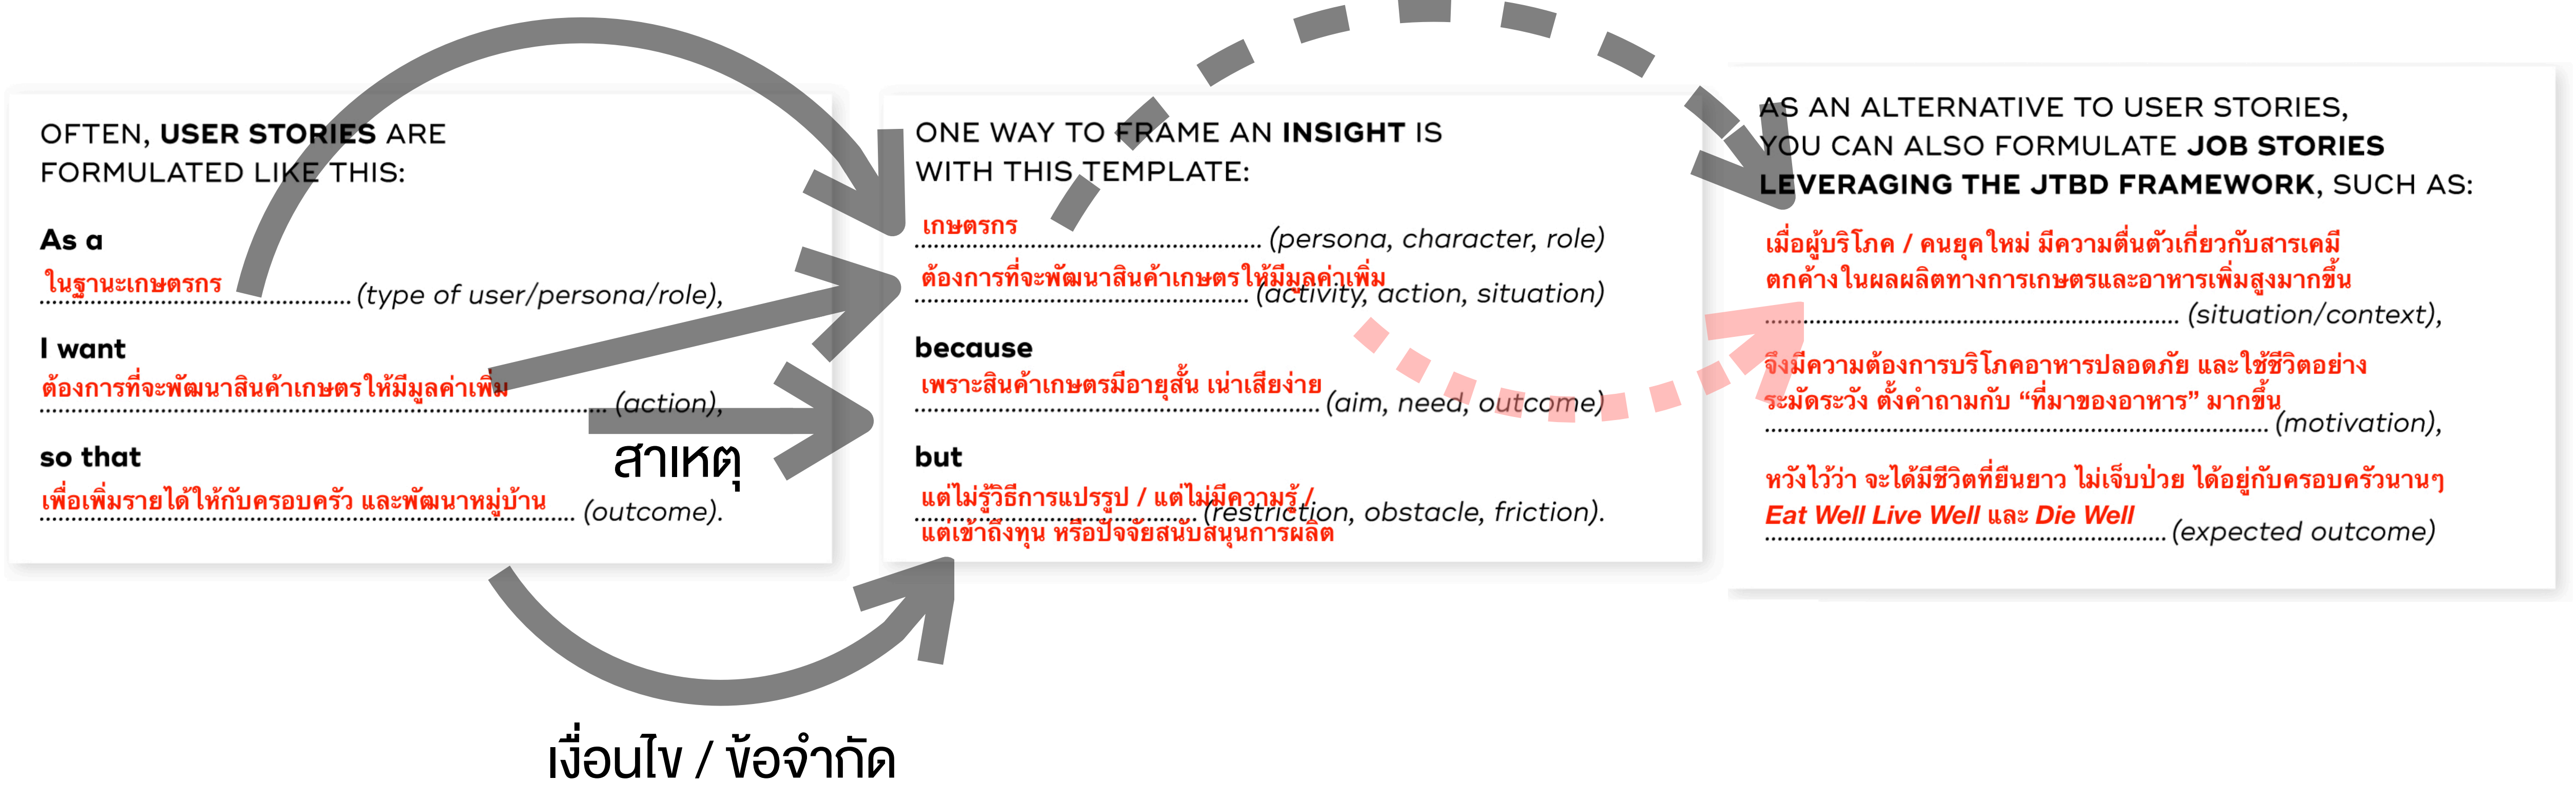 OFTEN, USER STORIES ARE
FORMULATED LIKE THIS:
As a
ในฐานะเกษตรกร
(type of user/persona/role),
I want
ต้องการที่จะพัฒนาสินค้าเกษตรให้มีมูลค่าเพิ่ม
(action),
so that
เพื่อเพิ่มรายได้ให้กับครอบครัว และพัฒนาหมู่บ้าน
(outcome).
สาเหตุ
เงื่อนไข / ข้อจำกัด
ONE WAY TO FRAME AN INSIGHT IS
WITH THIS TEMPLATE:
เกษตรกร
(persona, character, role)
ต้องการที่จะพัฒนาสินค้าเกษตรให้มีมูลค่าเพิ่ม
(activity, action, situation)
because
เพราะสินค้าเกษตรมีอายุสั้น เน่าเสียง่าย
(aim, need, outcome)
but
แต่ไม่รู้วิธีการแปรรูป / แต่ไม่มีความรู้ /
(restriction, obstacle, friction).
แต่เข้าถึงทุน หรือปัจจัยสนับสนุนการผลิต
AS AN ALTERNATIVE TO USER STORIES,
YOU CAN ALSO FORMULATE JOB STORIES
LEVERAGING THE JTBD FRAMEWORK, SUCH AS:
เมื่อผู้บริโภค / คนยุคใหม่ มีความตื่นตัวเกี่ยวกับสารเคมี
ตกค้างในผลผลิตทางการเกษตรและอาหารเพิ่มสูงมากขึ้น
(situation/context),
จึงมีความต้องการบริโภคอาหารปลอดภัย และใช้ชีวิตอย่าง
ระมัดระวัง ตั้งคำถามกับ “ที่มาของอาหาร” มากขึ้น
(motivation),
หวังไว้ว่า จะได้มีชีวิตที่ยืนยาว ไม่เจ็บป่วย ได้อยู่กับครอบครัวนานๆ
Eat Well Live Well และ Die Well
(expected outcome)